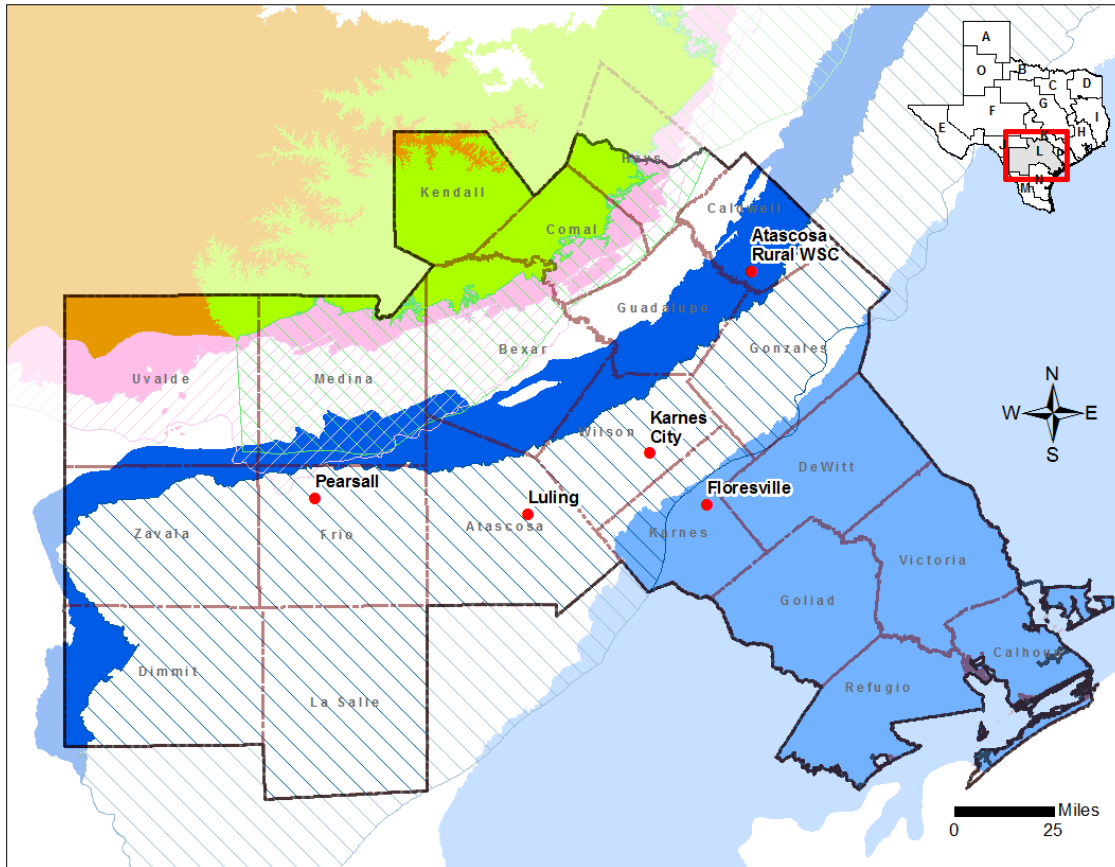 A
O
B
C
D
G
F
E
I
H
K
J
L
P
N
M
Hays
Kendall
Caldwell
Comal
Atascosa
Rural WSC
Guadalupe
Bexar
Gonzales
Uvalde
Medina
N
W E
S
Wilson
Karnes
City
DeWitt
Pearsall
Floresville
Luling
Zavala
Frio
Atascosa
Karnes
Victoria
Goliad
Calhoun
Dimmit
Refugio
La Salle
Miles
0 25